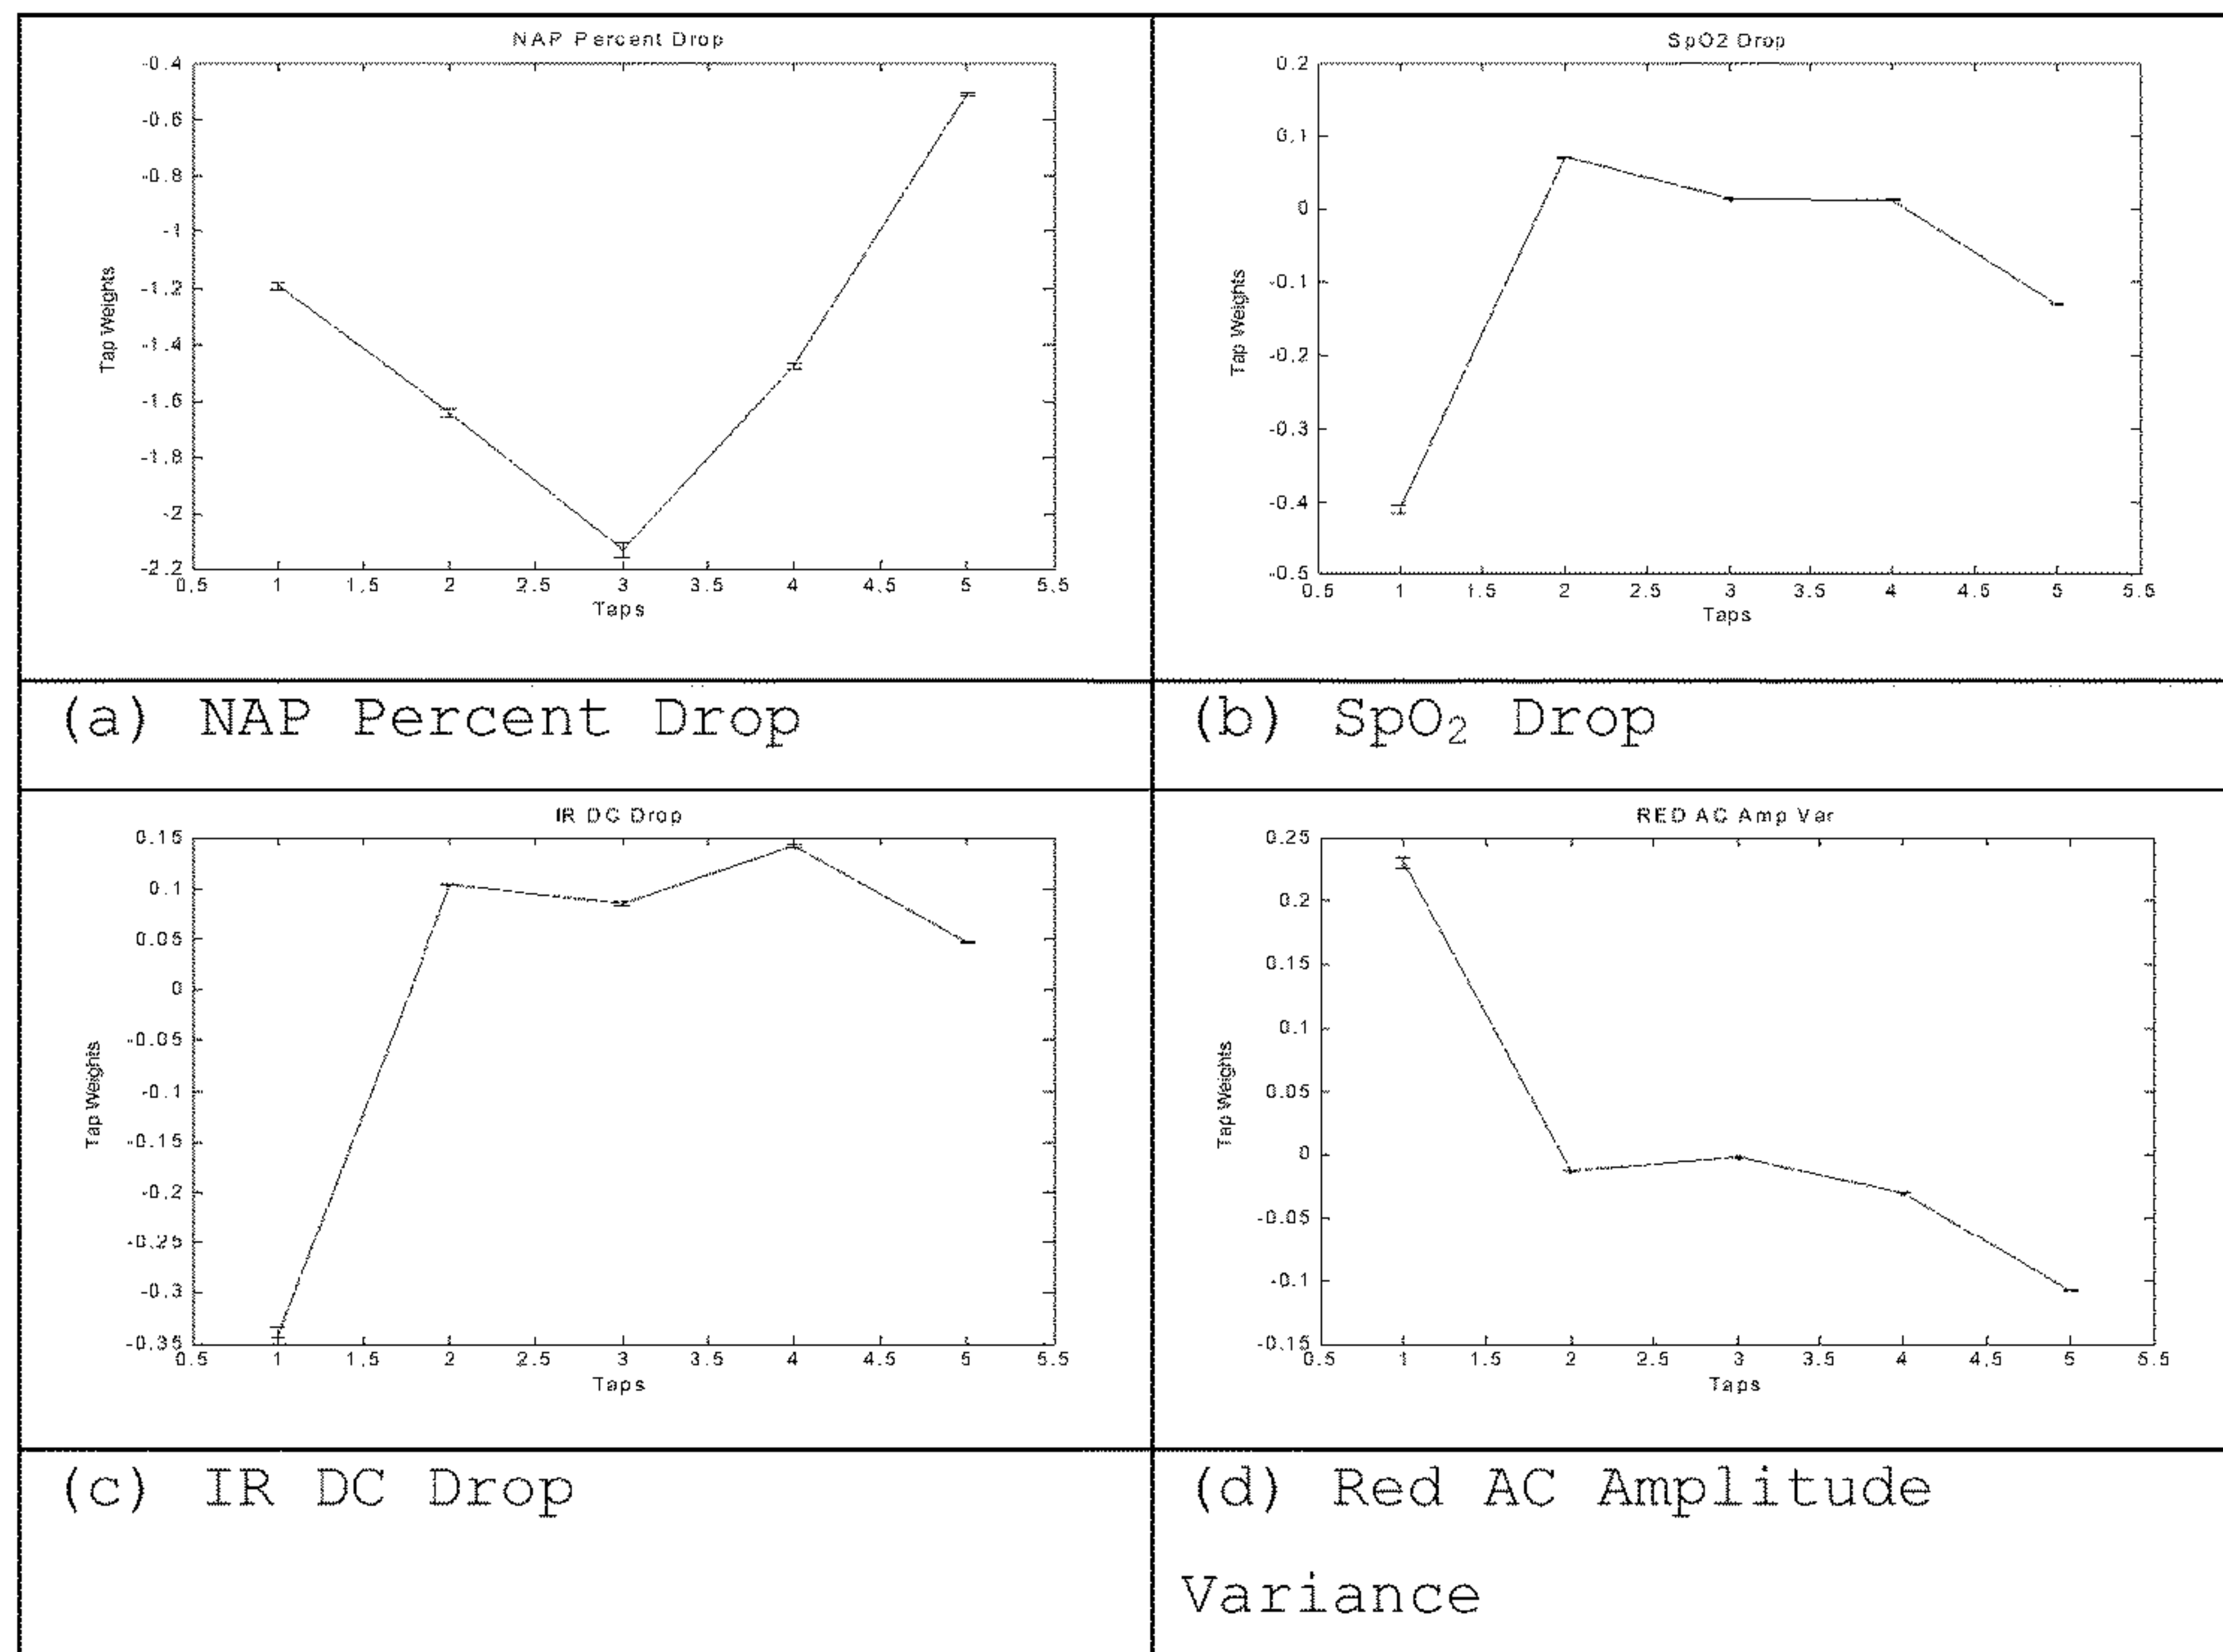 NAP Percent Drop
-0.4
-0.6
-0.8
-1
-1.2
-1.4
-1.6
-1.8
-2
-2.2
Tap Weights
0.5 1 1.5 2 2.5 3 3.5 4 4.5 5 5.5
Taps
SpO2 Drop
0.2
0.1
0
-0.1
-0.2
-0.3
-0.4
-0.5
Tap Weights
0.5 1 1.5 2 2.5 3 3.5 4 4.5 5 5.5
Taps
(a) NAP Percent Drop
(b) SpO₂ Drop
IR DC Drop
0.15
0.1
0.05
0
-0.05
-0.1
-0.15
-0.2
-0.25
-0.3
-0.35
Tap Weights
0.5 1 1.5 2 2.5 3 3.5 4 4.5 5 5.5
Taps
RED AC Amp Var
0.25
0.2
0.15
0.1
0.05
0
-0.05
-0.1
-0.15
Tap Weights
0.5 1 1.5 2 2.5 3 3.5 4 4.5 5 5.5
Taps
(c) IR DC Drop
(d) Red AC Amplitude
Variance